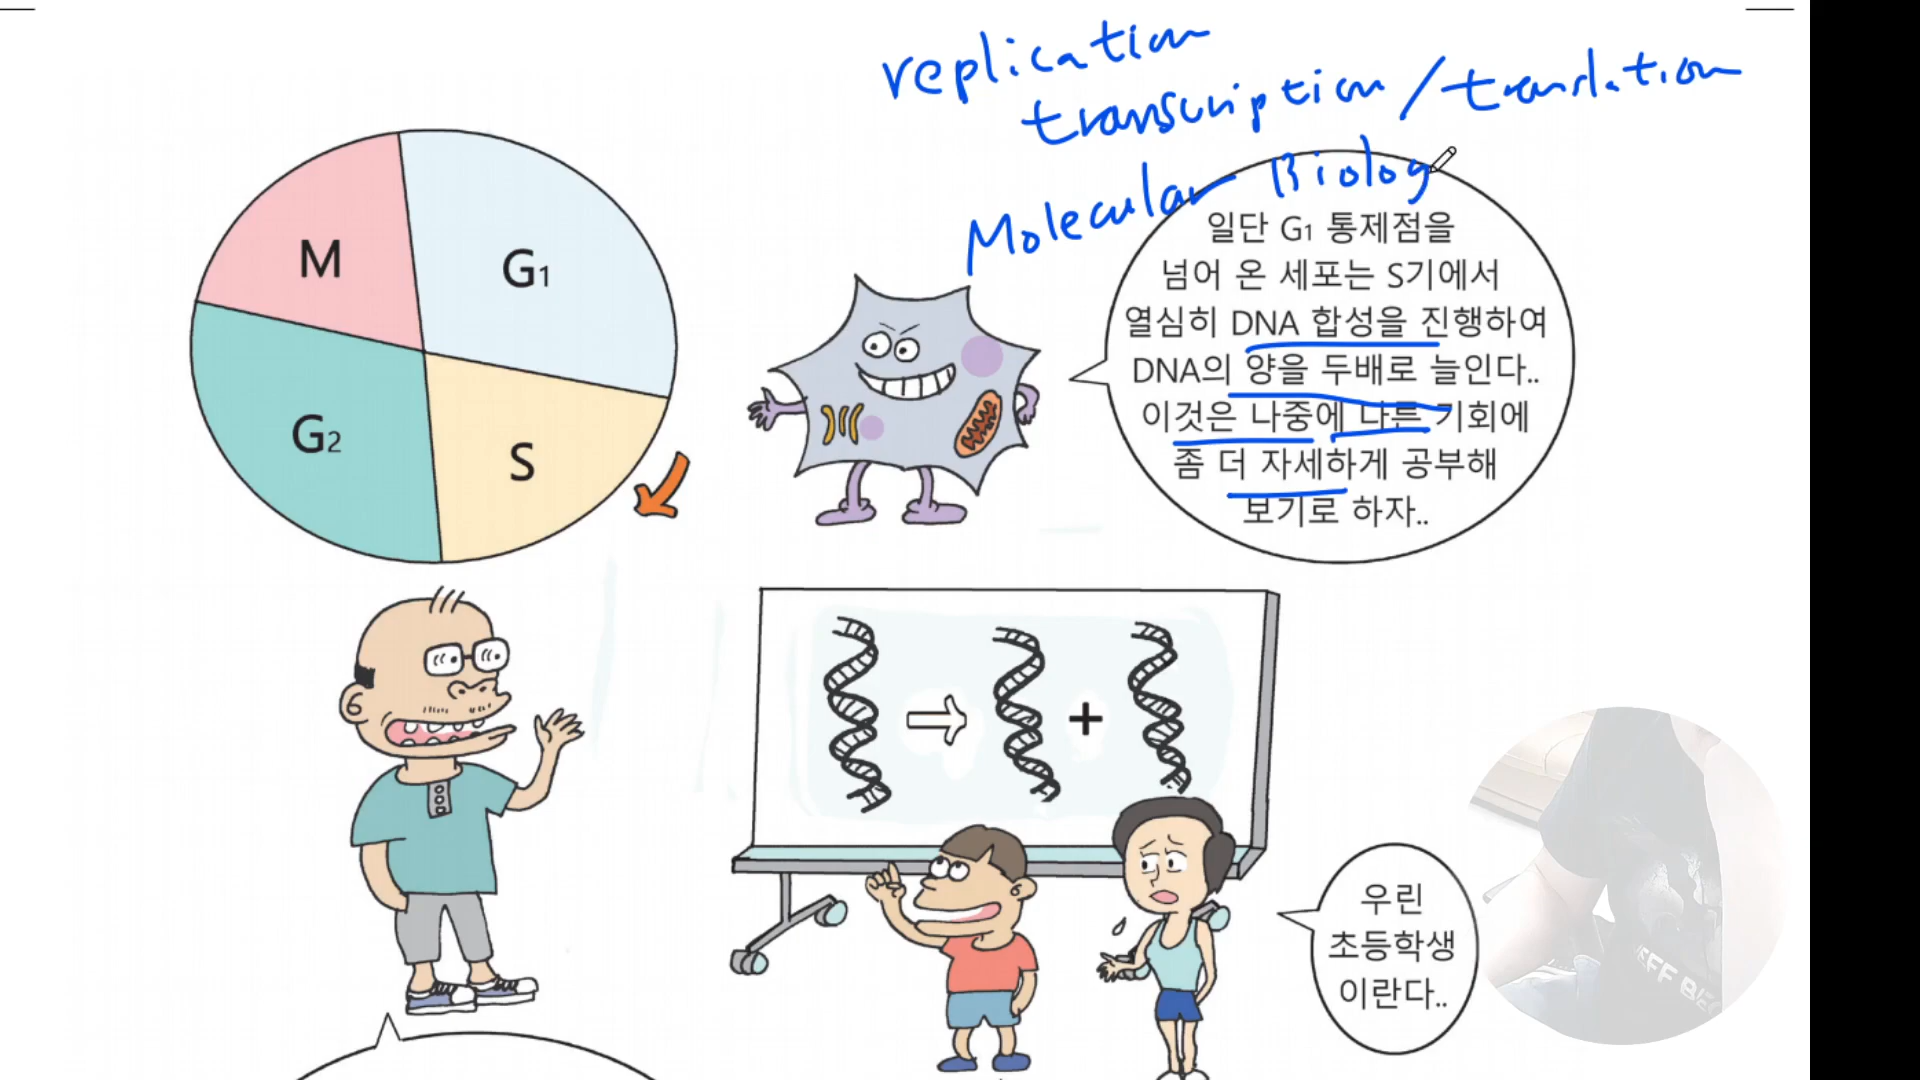 replication
transcription / translation
Molecular Biolog
M
G1
G2
S
일단 G1 통제점을
넘어 온 세포는 S기에서
열심히 DNA 합성을 진행하여
DNA의 양을 두배로 늘인다..
이것은 나중에 다른 기회에
좀 더 자세하게 공부해
보기로 하자..
+
우린
초등학생
이란다..